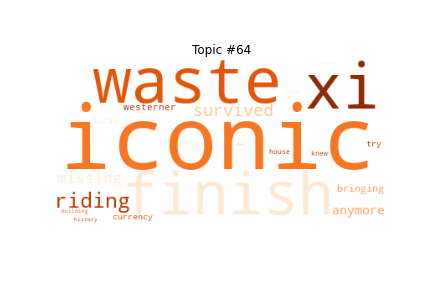 Topic #64
waste xi
westerner survived
local
iconic
house knew try
missing finish
riding bringing
building currency anymore
history